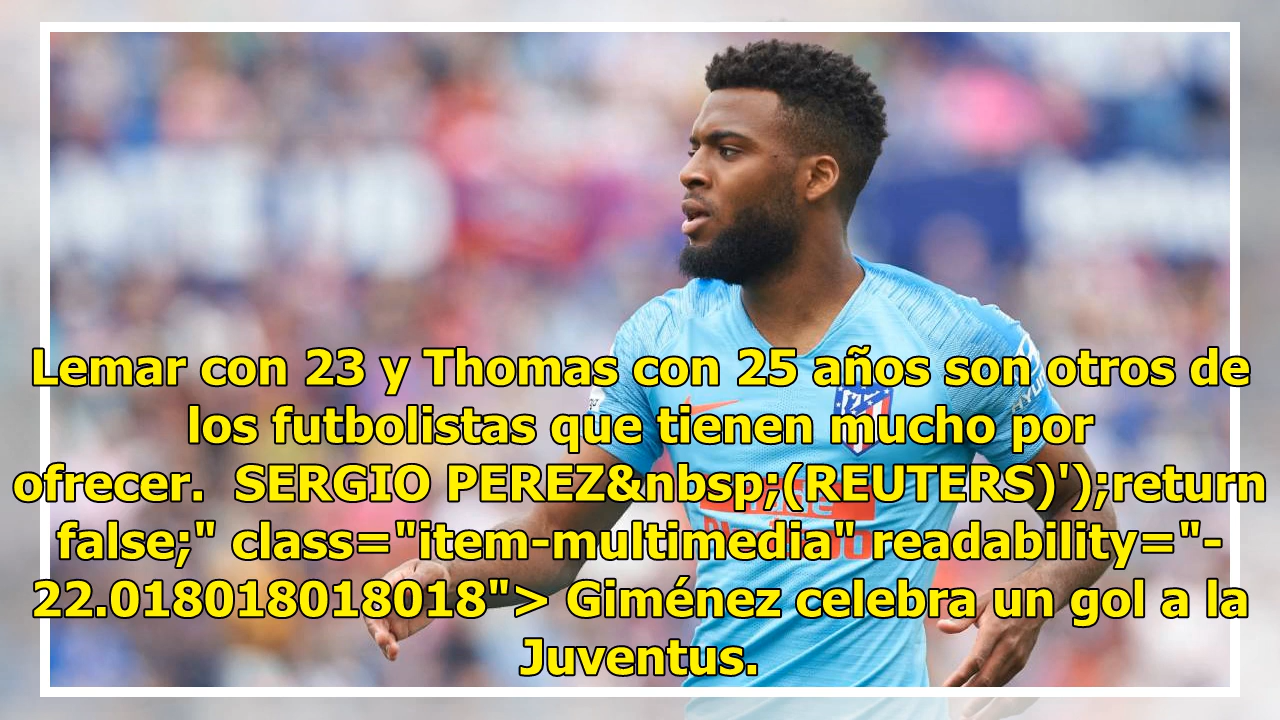 Lemar con 23 y Thomas con 25 años son otros de
los futbolistas que tienen mucho por
ofrecer.  SERGIO PEREZ&nbsp;(REUTERS)');return
false;" class="item-multimedia" readability="-
22.018018018018"> Giménez celebra un gol a la
Juventus.